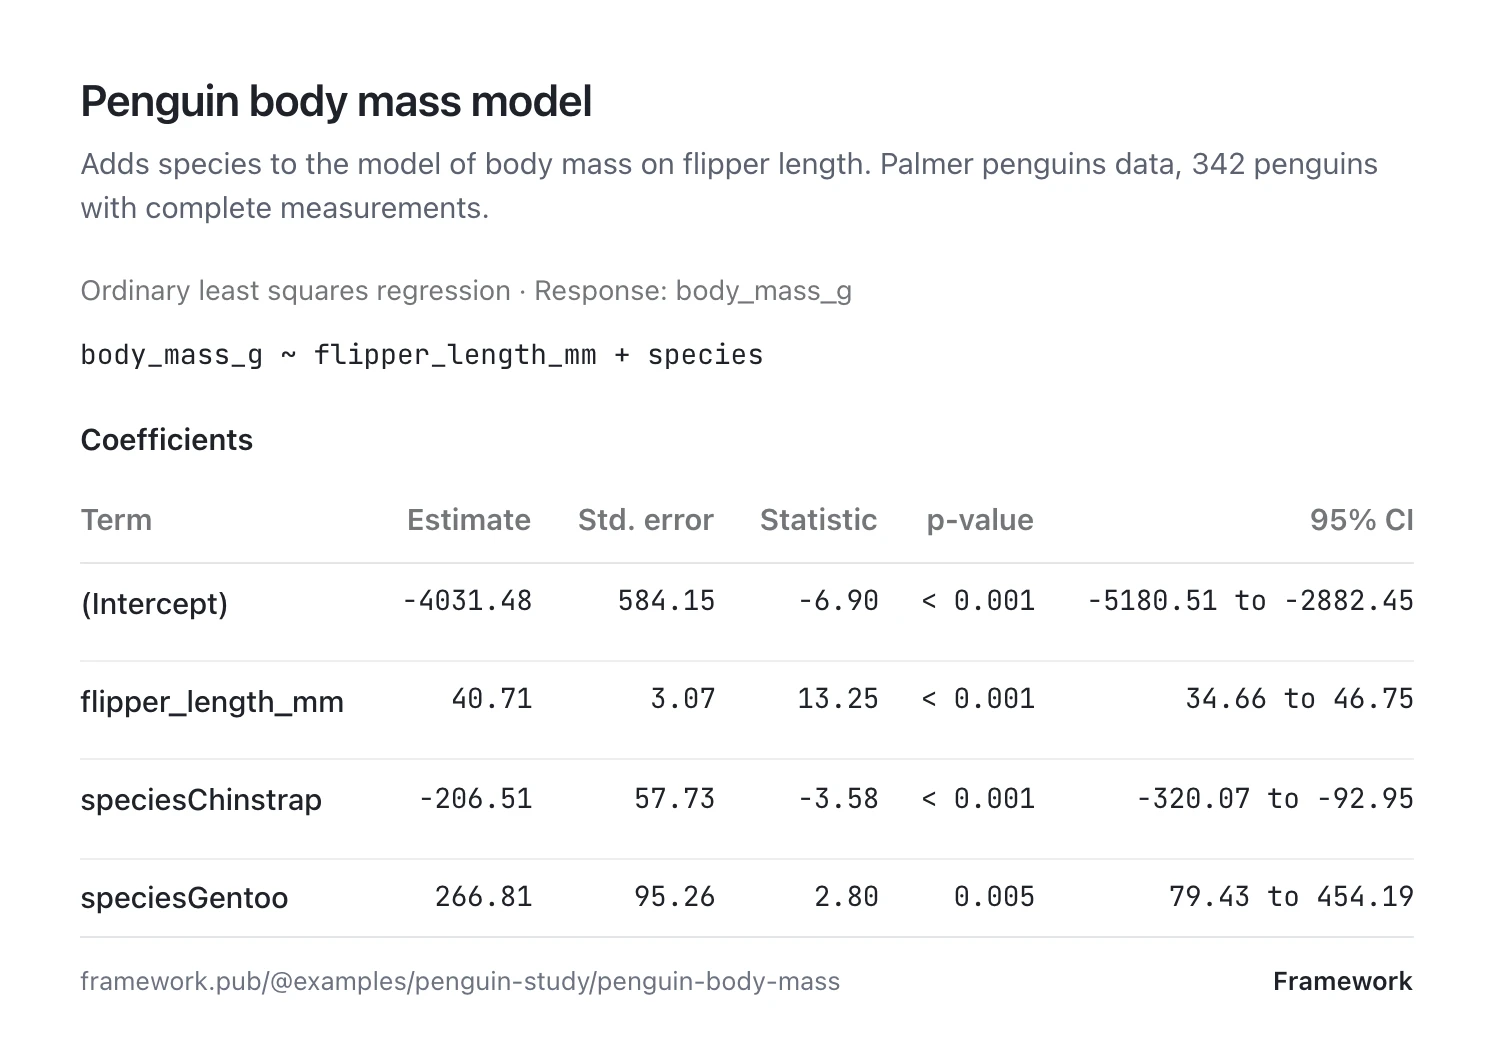 Penguin body mass model
Adds species to the model of body mass on flipper length. Palmer penguins data, 342 penguins
with complete measurements.
Ordinary least squares regression · Response: body_mass_g
body_mass_g ~ flipper_length_mm + species
Coefficients
Term Estimate Std. error Statistic p-value 95% CI
(Intercept) -4031.48 584.15 -6.90 < 0.001 -5180.51 to -2882.45
flipper_length_mm 40.71 3.07 13.25 < 0.001 34.66 to 46.75
speciesChinstrap -206.51 57.73 -3.58 < 0.001 -320.07 to -92.95
speciesGentoo 266.81 95.26 2.80 0.005 79.43 to 454.19
framework.pub/@examples/penguin-study/penguin-body-mass Framework